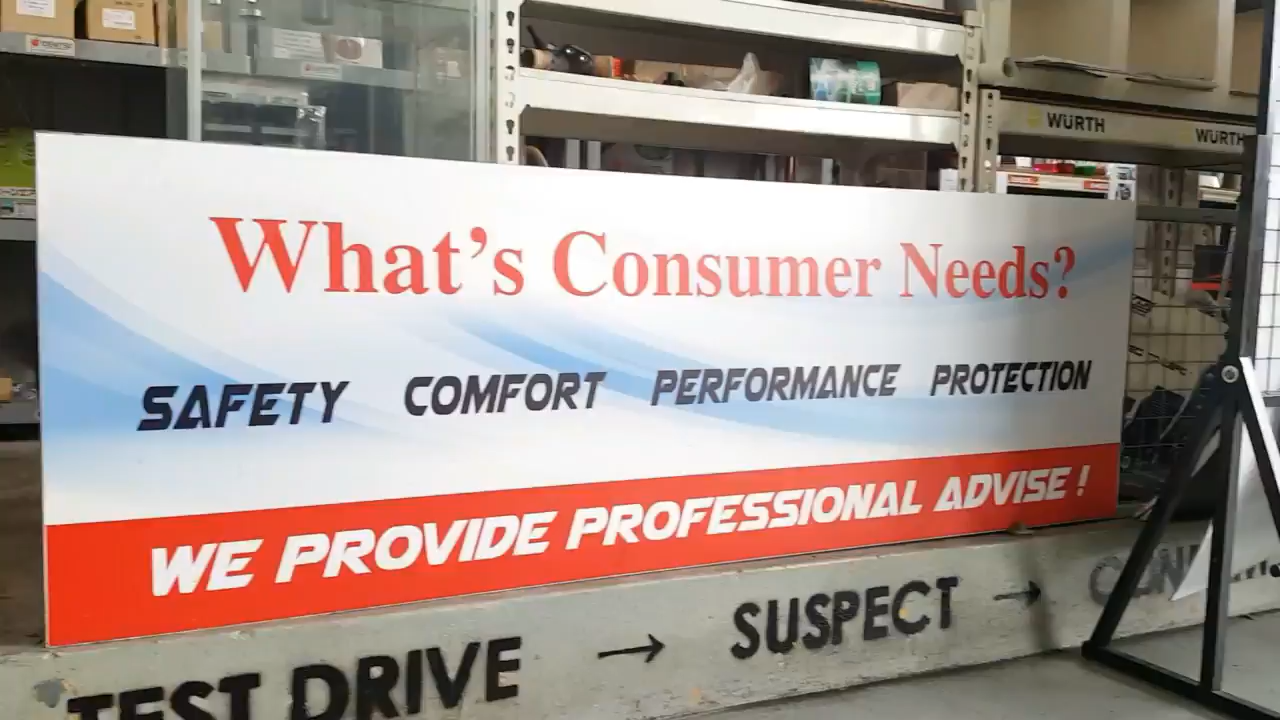 WÜRTH WÜRTH
What's Consumer Needs?
SAFETY COMFORT PERFORMANCE PROTECTION
WE PROVIDE PROFESSIONAL ADVISE !
TEST DRIVE → SUSPECT →